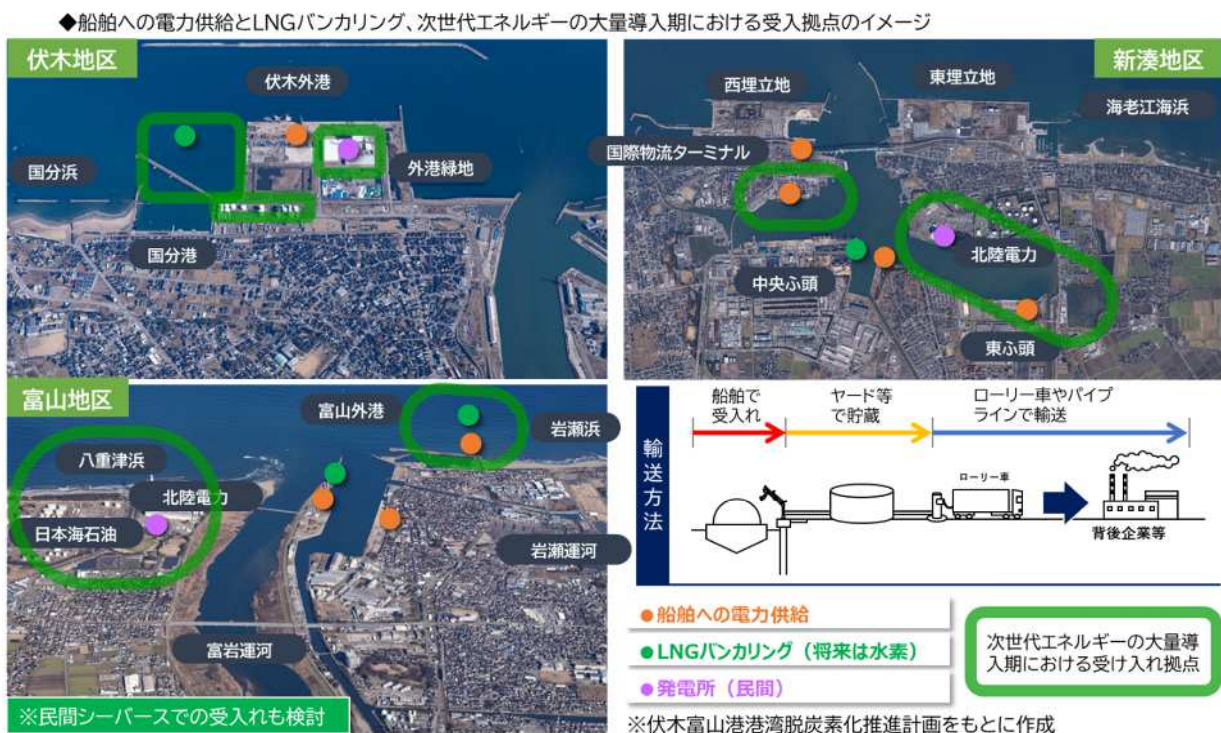 ◆船舶への電力供給とLNGバンカリング、次世代エネルギーの大量導入期における受入拠点のイメージ
伏木地区
伏木外港
国分浜
外港緑地
国分港
新湊地区
西埋立地
東埋立地
海老江海浜
国際物流ターミナル
北陸電力
中央ふ頭
東ふ頭
富山地区
富山外港
岩瀬浜
八重津浜
北陸電力
日本海石油
岩瀬運河
富岩運河
※民間シーバースでの受入れも検討
輸送方法
船舶で
受入れ
ヤード等
で貯蔵
ローリー車やパイプ
ラインで輸送
ローリー車
背後企業等
●船舶への電力供給
●LNGバンカリング（将来は水素）
●発電所（民間）
次世代エネルギーの大量導
入期における受け入れ拠点
※伏木富山港港湾脱炭素化推進計画をもとに作成